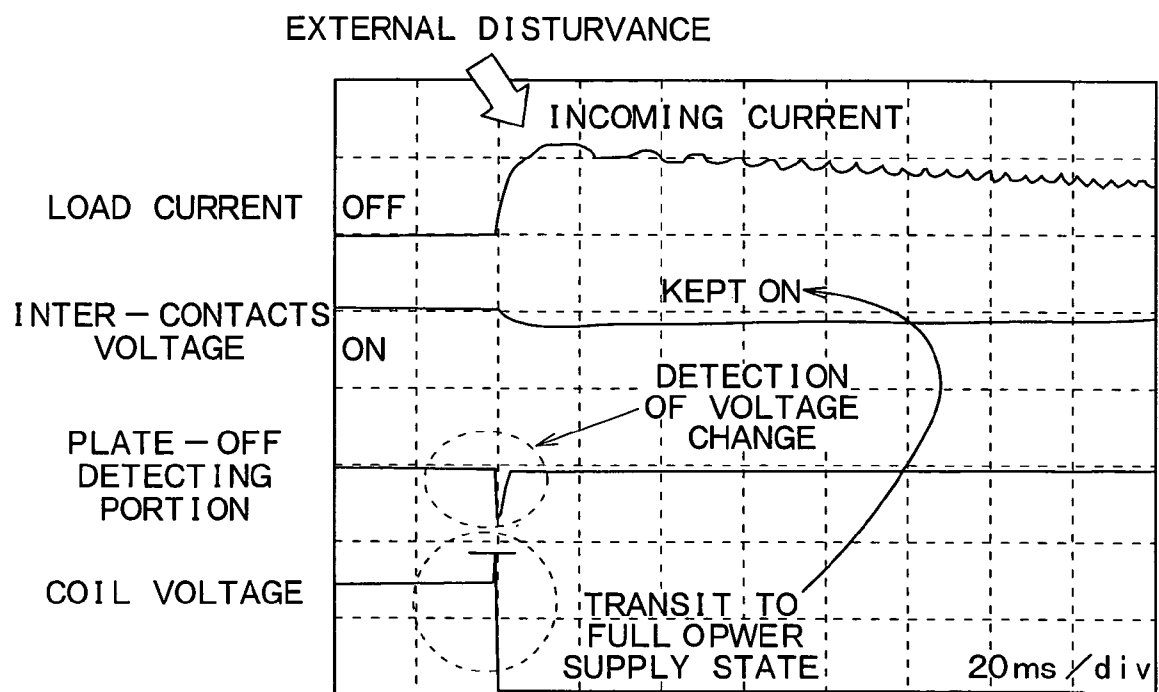 EXTERNAL DISTURVANCE
INCOMING CURRENT
LOAD CURRENT
OFF
KEPT ON
INTER-CONTACTS
VOLTAGE
ON
DETECTION
OF VOLTAGE
CHANGE
PLATE-OFF
DETECTING
PORTION
COIL VOLTAGE
TRANSIT TO
FULL OPWER
SUPPLY STATE
20ms/div